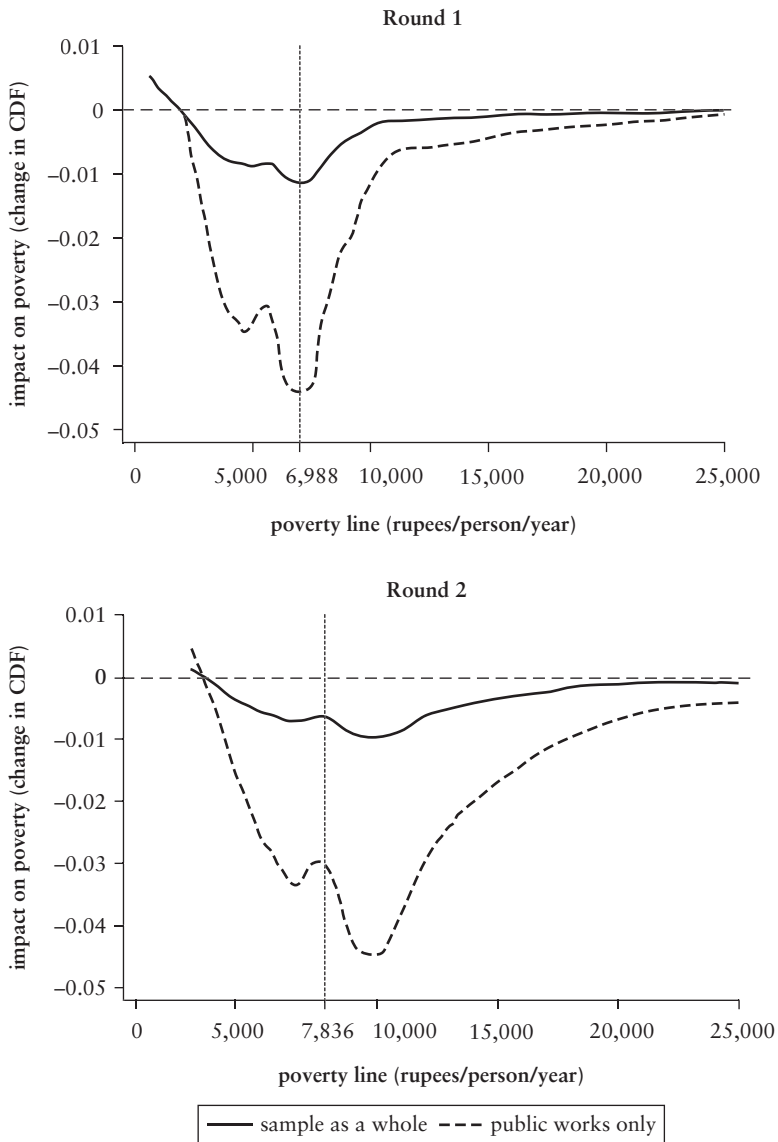 Round 1
impact on poverty (change in CDF)
0.01
0
–0.01
–0.02
–0.03
–0.04
–0.05
0 5,000 6,988 10,000 15,000 20,000 25,000
poverty line (rupees/person/year)
Round 2
impact on poverty (change in CDF)
0.01
0
–0.01
–0.02
–0.03
–0.04
–0.05
0 5,000 7,836 10,000 15,000 20,000 25,000
poverty line (rupees/person/year)
sample as a whole public works only